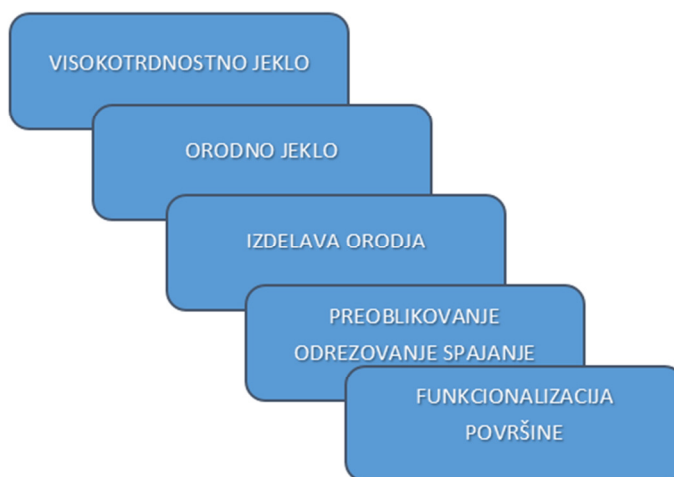 VISOKOTRDNOSTNO JEKLO
ORODNO JEKLO
IZDELAVA ORODJA
PREOBLIKOVANJE
ODREZOVANJE SPAJANJE
FUNKCIONALIZACIJA
POVRŠINE